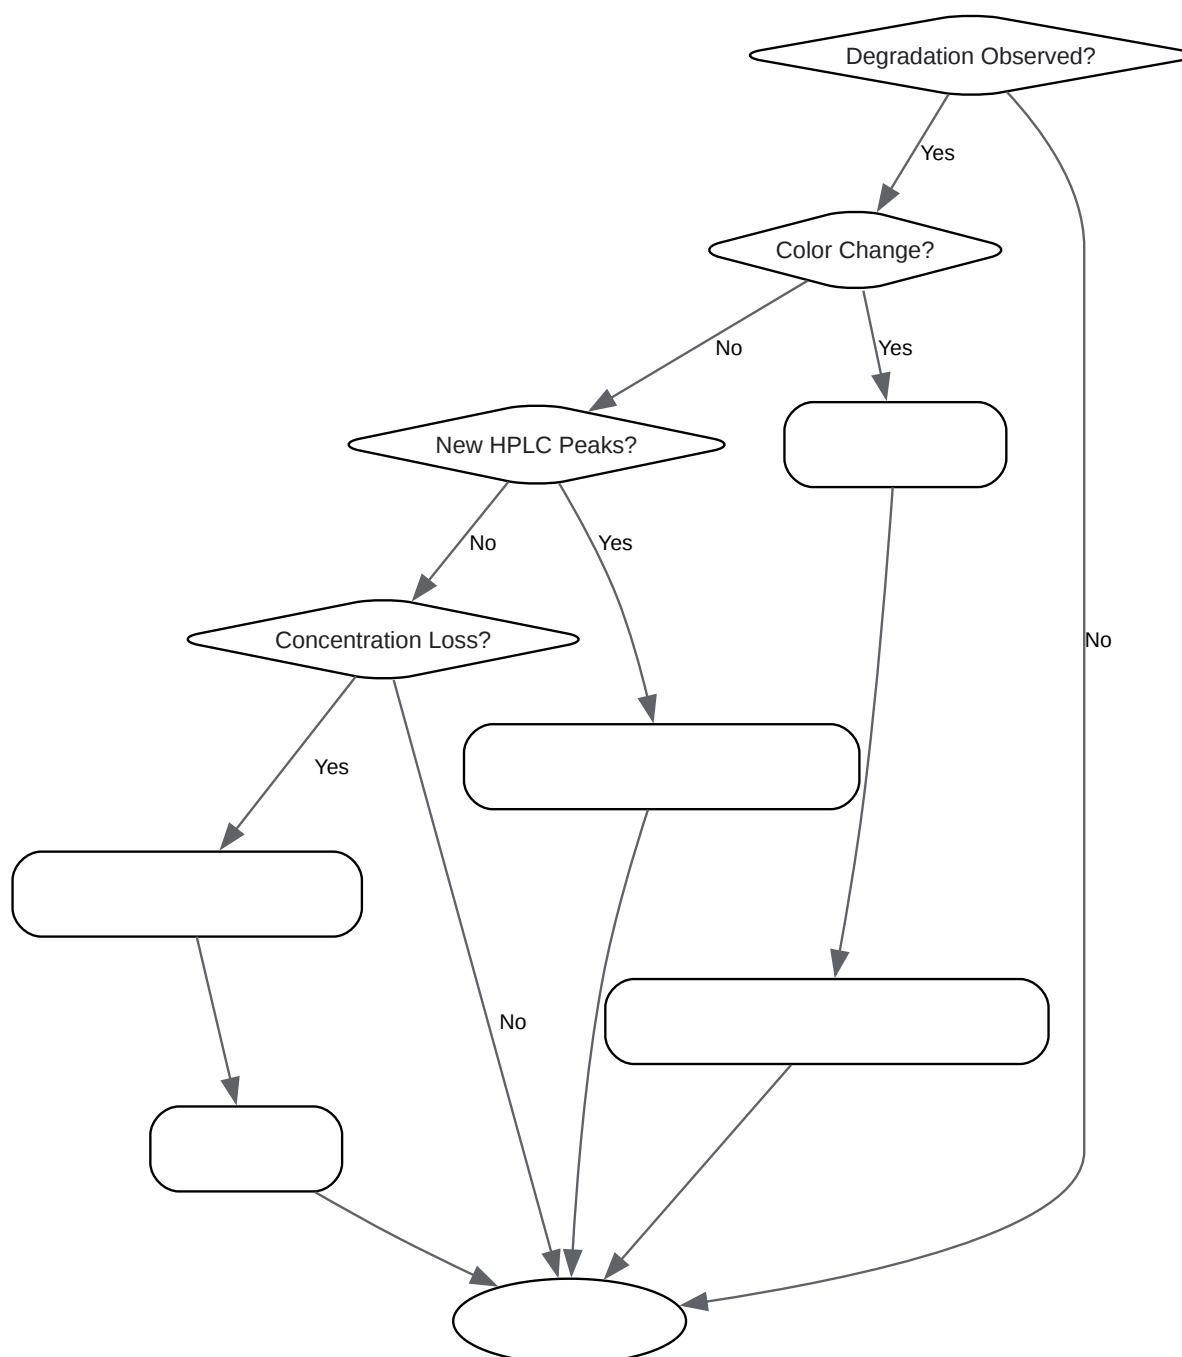 Degradation Observed?
Yes
Color Change?
No
Yes
New HPLC Peaks?
No
Yes
Concentration Loss?
No
Yes
No